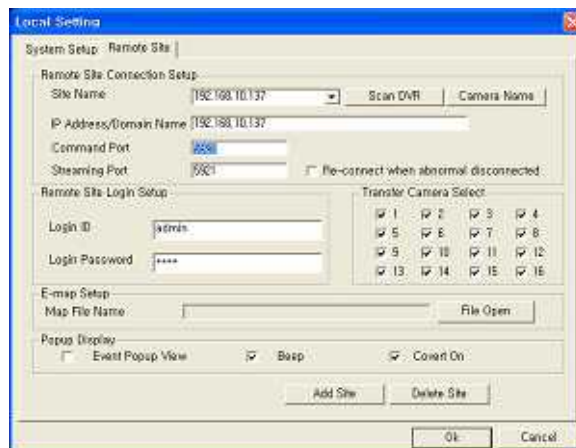 Local Setting
System Setup Remote Site
Remote Site Connection Setup
Site Name 192.168.10.137 Scan DVR Camera Name
IP Address/Domain Name 192.168.10.137
Command Port
Streaming Port 5921 Re-connect when abnormal disconnected
Remote Site Login Setup Transfer Camera Select
1 2 3 4
Login ID admin 5 6 7 8
9 10 11 12
Login Password **** 13 14 15 16
E-map Setup
Map File Name File Open
Popup Display
Event Popup View Beep Covert On
Add Site Delete Site
Ok Cancel